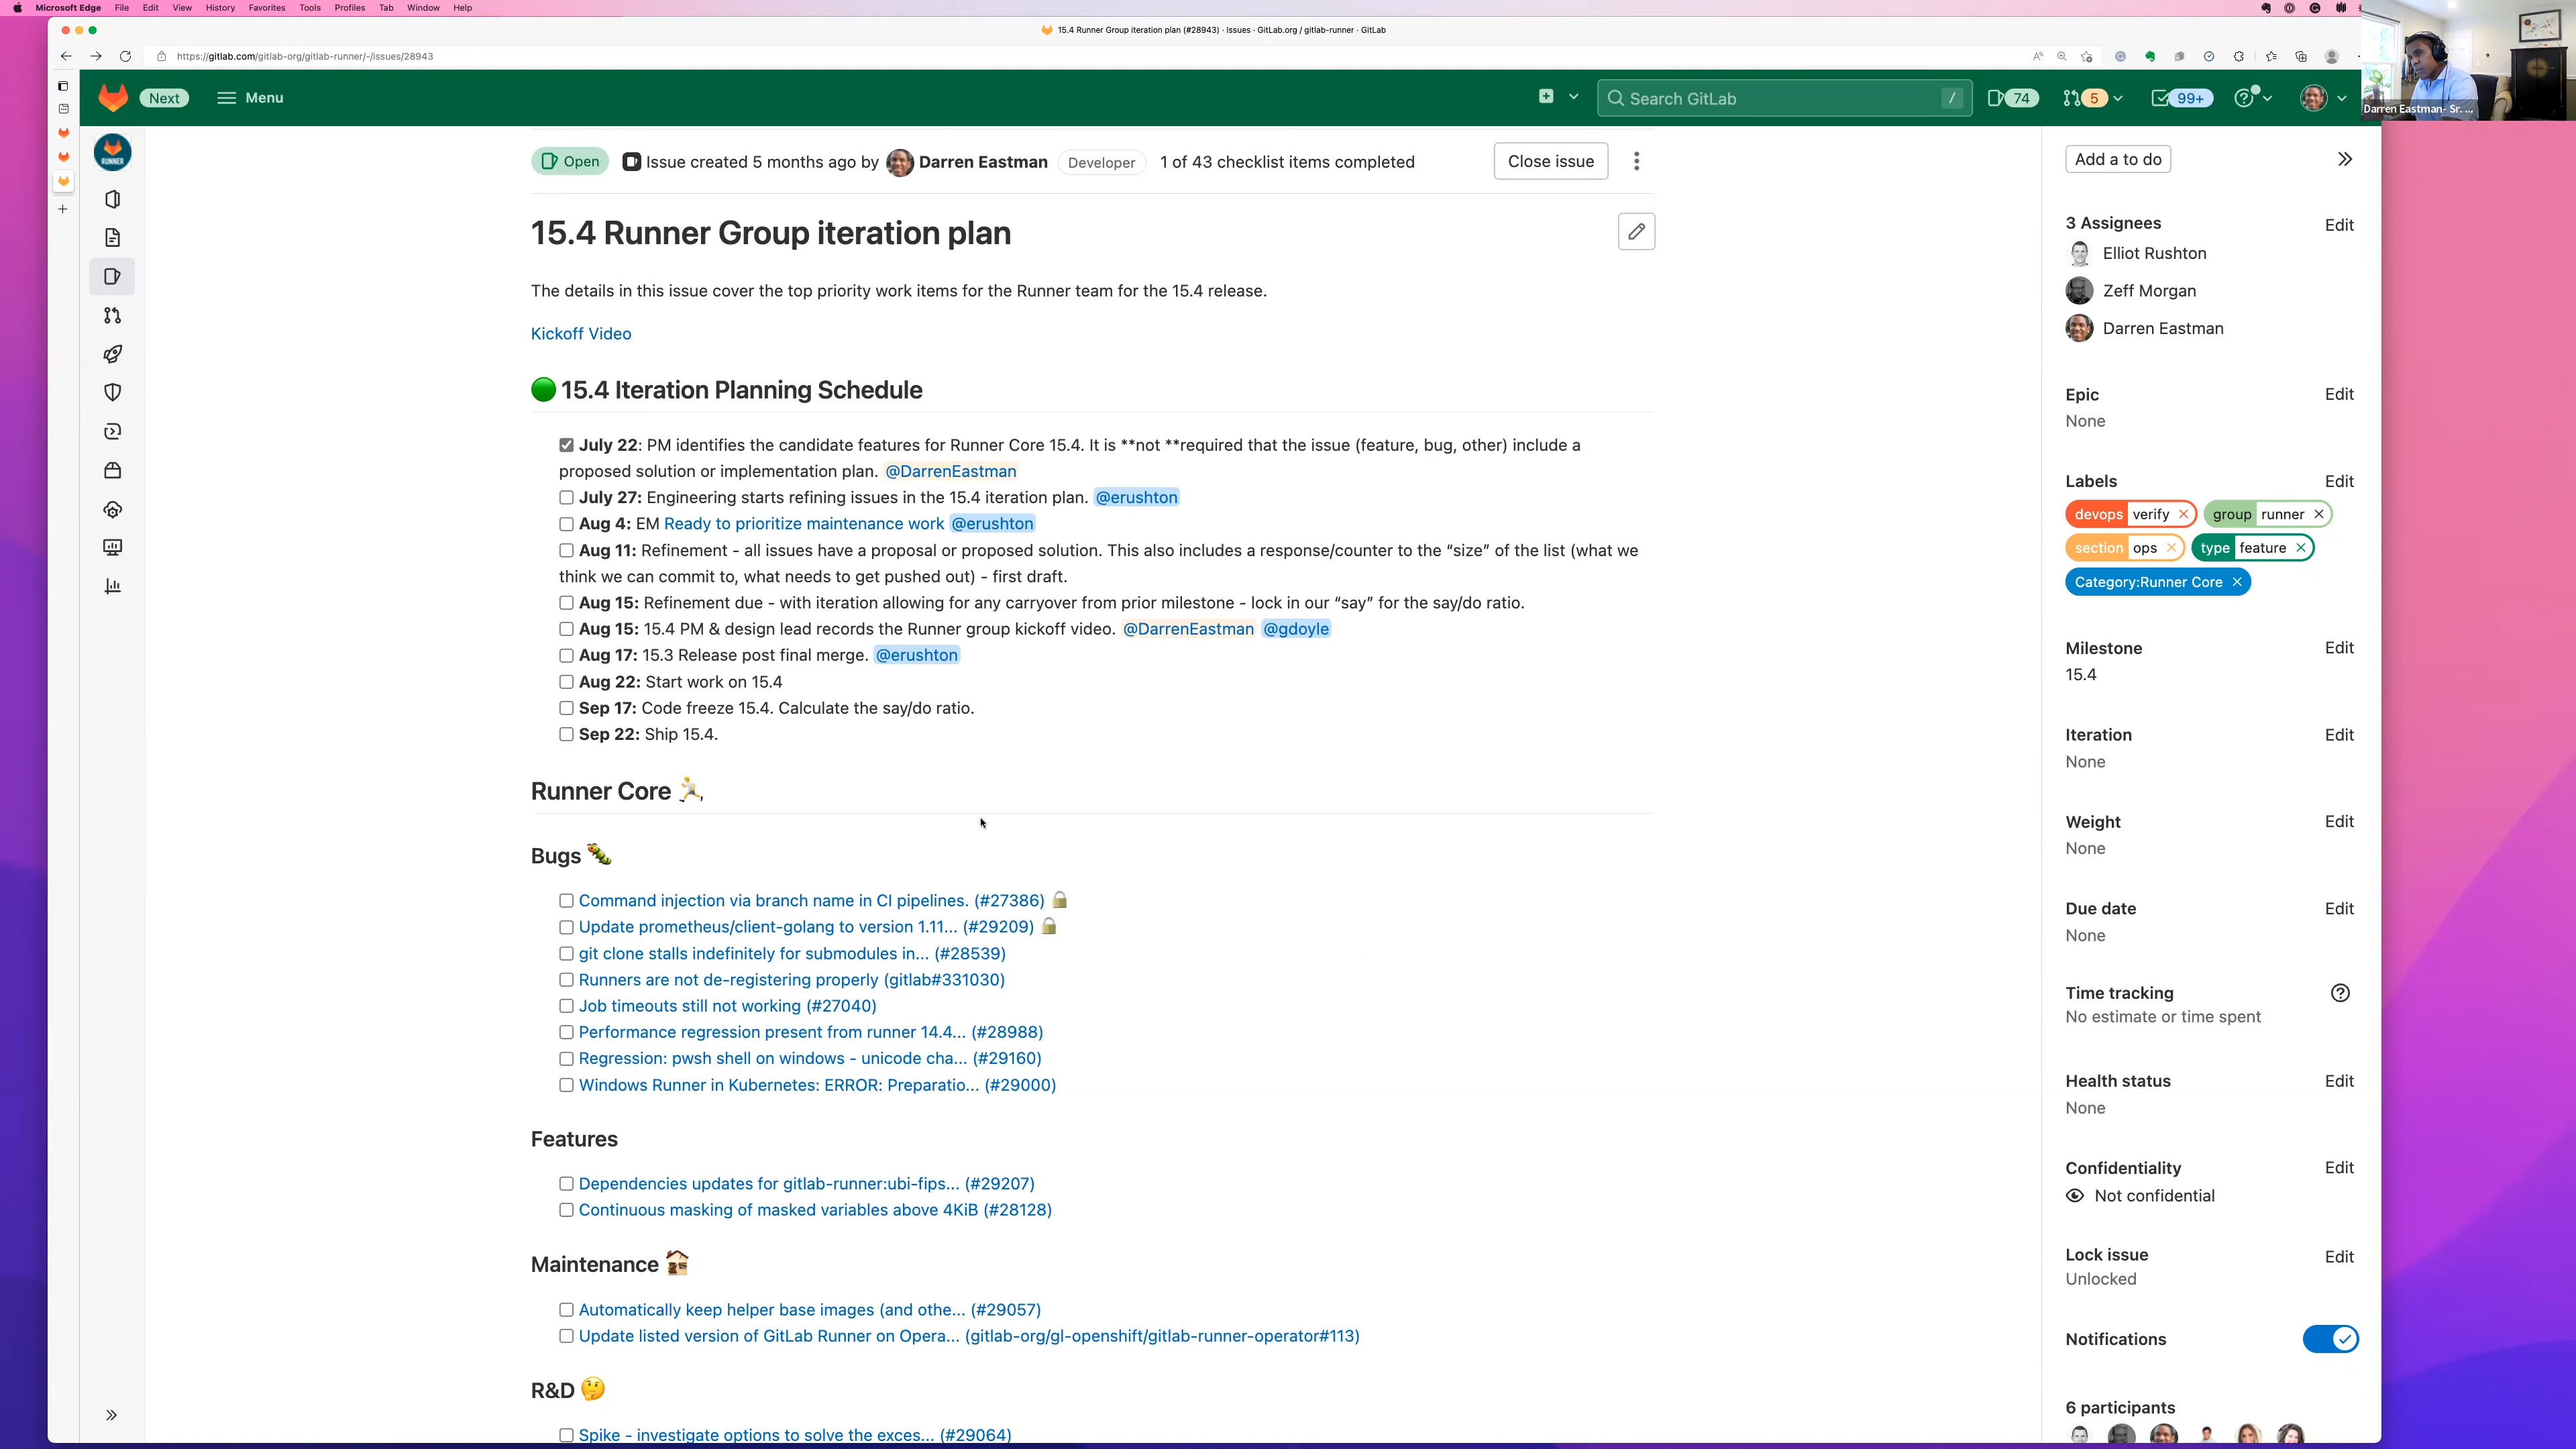 Microsoft Edge File Edit View History Favorites Tools Profiles Tab Window Help
15.4 Runner Group iteration plan (#28943) · Issues · GitLab.org / gitlab-runner · GitLab
https://gitlab.com/gitlab-org/gitlab-runner/-/issues/28943
Next Menu Search GitLab / 74 5 99+
Darren Eastman- Sr. ...
RUNNER
Open Issue created 5 months ago by Darren Eastman Developer 1 of 43 checklist items completed Close issue
15.4 Runner Group iteration plan
The details in this issue cover the top priority work items for the Runner team for the 15.4 release.
Kickoff Video
15.4 Iteration Planning Schedule
July 22: PM identifies the candidate features for Runner Core 15.4. It is **not **required that the issue (feature, bug, other) include a
proposed solution or implementation plan. @DarrenEastman
July 27: Engineering starts refining issues in the 15.4 iteration plan. @erushton
Aug 4: EM Ready to prioritize maintenance work @erushton
Aug 11: Refinement - all issues have a proposal or proposed solution. This also includes a response/counter to the “size” of the list (what we
think we can commit to, what needs to get pushed out) - first draft.
Aug 15: Refinement due - with iteration allowing for any carryover from prior milestone - lock in our “say” for the say/do ratio.
Aug 15: 15.4 PM & design lead records the Runner group kickoff video. @DarrenEastman @gdoyle
Aug 17: 15.3 Release post final merge. @erushton
Aug 22: Start work on 15.4
Sep 17: Code freeze 15.4. Calculate the say/do ratio.
Sep 22: Ship 15.4.
Runner Core
Bugs
Command injection via branch name in CI pipelines. (#27386)
Update prometheus/client-golang to version 1.11... (#29209)
git clone stalls indefinitely for submodules in... (#28539)
Runners are not de-registering properly (gitlab#331030)
Job timeouts still not working (#27040)
Performance regression present from runner 14.4... (#28988)
Regression: pwsh shell on windows - unicode cha... (#29160)
Windows Runner in Kubernetes: ERROR: Preparatio... (#29000)
Features
Dependencies updates for gitlab-runner:ubi-fips... (#29207)
Continuous masking of masked variables above 4KiB (#28128)
Maintenance
Automatically keep helper base images (and othe... (#29057)
Update listed version of GitLab Runner on Opera... (gitlab-org/gl-openshift/gitlab-runner-operator#113)
R&D
Spike - investigate options to solve the exces... (#29064)
Add a to do
3 Assignees Edit
Elliot Rushton
Zeff Morgan
Darren Eastman
Epic Edit
None
Labels Edit
devops verify group runner
section ops type feature
Category:Runner Core
Milestone Edit
15.4
Iteration Edit
None
Weight Edit
None
Due date Edit
None
Time tracking
No estimate or time spent
Health status Edit
None
Confidentiality Edit
Not confidential
Lock issue Edit
Unlocked
Notifications
6 participants